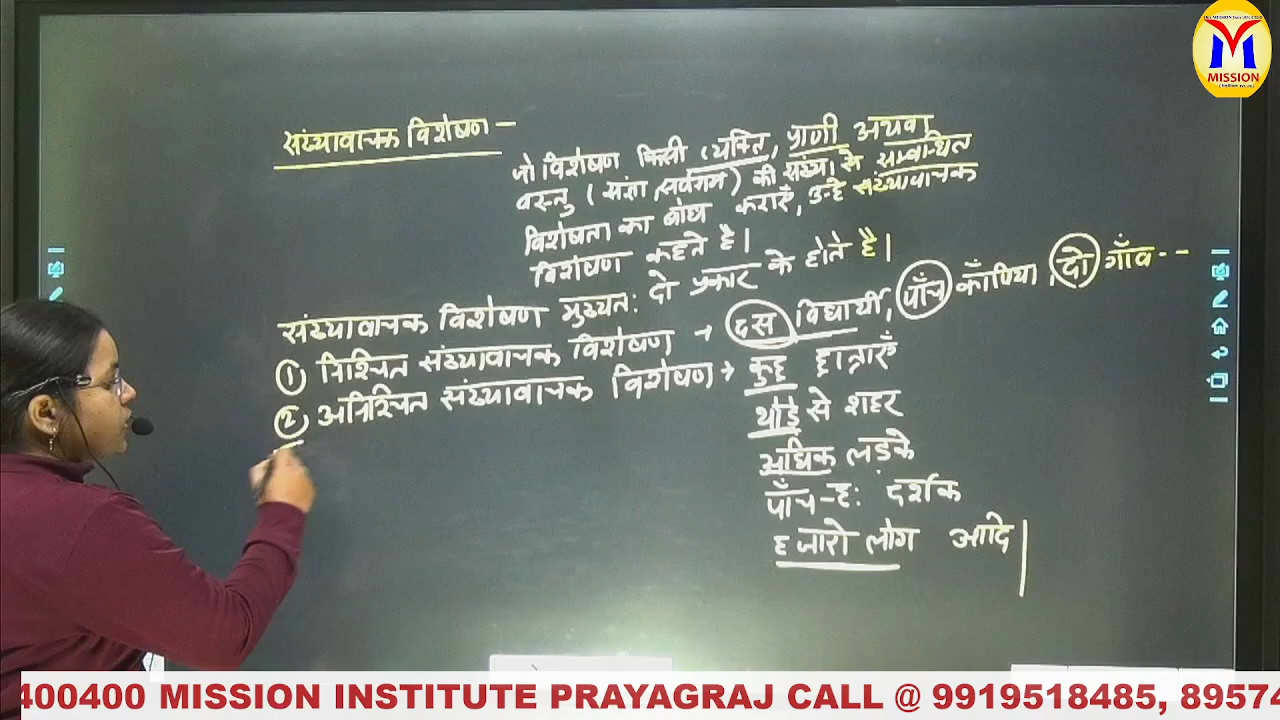 MISSION
संख्यावाचक विशेषण –
जो विशेषण किसी (व्यक्ति, प्राणी अथवा
वस्तु (संज्ञा/सर्वनाम) की संख्या से सम्बन्धित
विशेषता का बोध कराएँ, उन्हे संख्यावाचक
विशेषण कहते है।
संख्यावाचक विशेषण मुख्यत: दो प्रकार के होते है।
① निश्चित संख्यावाचक विशेषण → दस विद्यार्थी, पाँच कॉपियां, दो गाँव --
② अनिश्चित संख्यावाचक विशेषण → कुछ छात्राएँ
थोड़े से शहर
अधिक लड़के
पाँच-छ: दर्शक
हजारो लोग आदि|
400400 MISSION INSTITUTE PRAYAGRAJ CALL @ 9919518485, 89574